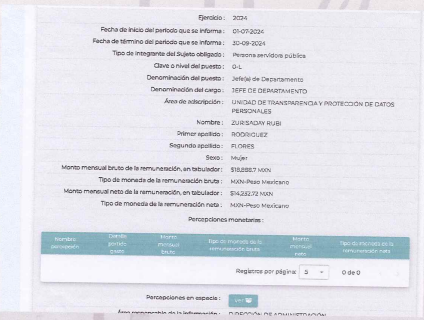 Ejercicio : 2024
Fecha de inicio del periodo que se informa : 01-07-2024
Fecha de término del periodo que se informa : 30-09-2024
Tipo de integrante del Sujeto obligado : Persona servidora pública
Clave o nivel del puesto : 0-L
Denominación del puesto : Jefe(a) de Departamento
Denominación del cargo : JEFE DE DEPARTAMENTO
Área de adscripción : UNIDAD DE TRANSPARENCIA Y PROTECCIÓN DE DATOS
PERSONALES
Nombre : ZURISADAY RUBI
Primer apellido : RODRIGUEZ
Segundo apellido : FLORES
Sexo : Mujer
Monto mensual bruto de la remuneración, en tabulador : MXN
Tipo de moneda de la remuneración bruta : MXN-Peso Mexicano
Monto mensual neto de la remuneración, en tabulador : $14,232.72 MXN
Tipo de moneda de la remuneración neta : MXN-Peso Mexicano
Percepciones monetarias :
Nombre percepción Monto mensual bruto Tipo de moneda de la remuneración bruta Monto mensual neto Tipo de moneda de la remuneración neta
Registros por página: 5 0 de 0
Percepciones en especie : Ver
Área responsable de la información : DIRECCIÓN DE ADMINISTRACIÓN